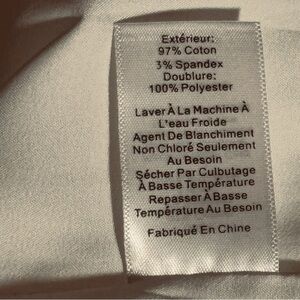 Extérieur:
97% Coton
3% Spandex
Doublure:
100% Polyester
Laver À La Machine À
L'eau Froide
Agent De Blanchiment
Non Chloré Seulement
Au Besoin
Sécher Par Culbutage
À Basse Température
Repasser À Basse
Température Au Besoin
Fabriqué En Chine